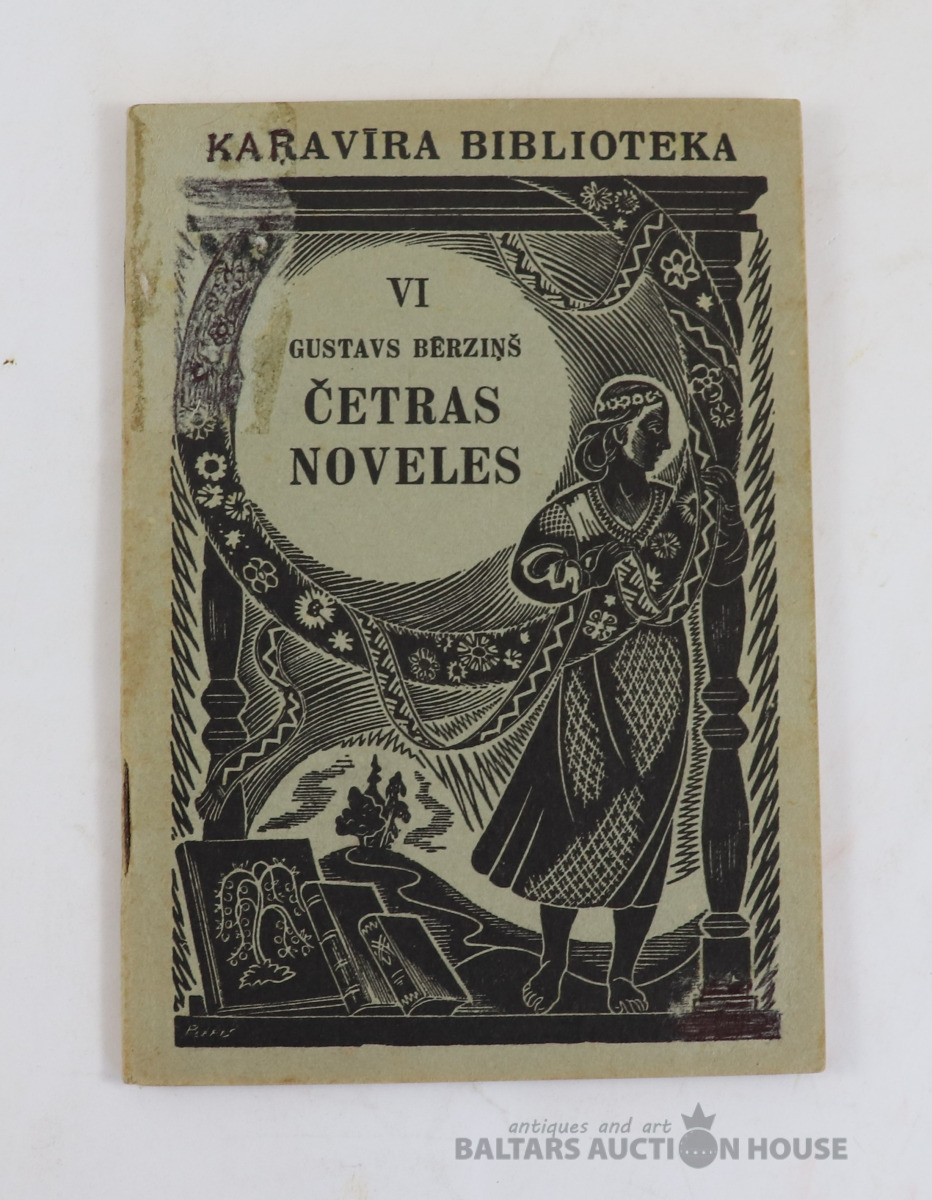 KAŖAVĪRA BIBLIOTEKA
VI
GUSTAVS BĒRZIŅŠ
ČETRAS
NOVELES
antiques and art
BALTARS AUCTION HOUSE